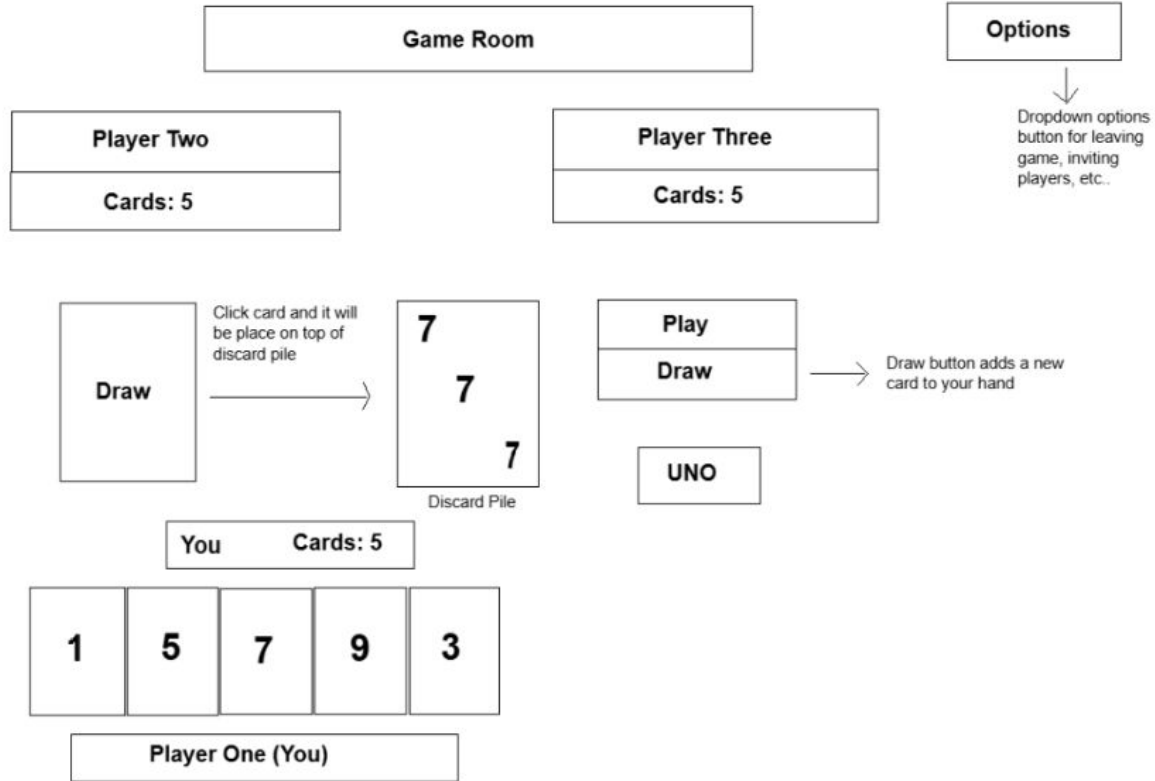 Game Room
Options
Dropdown options
button for leaving
game, inviting
players, etc..
Player Two
Cards: 5
Player Three
Cards: 5
Draw
Click card and it will
be place on top of
discard pile
7
7
7
Discard Pile
Play
Draw
Draw button adds a new
card to your hand
UNO
You Cards: 5
1 5 7 9 3
Player One (You)